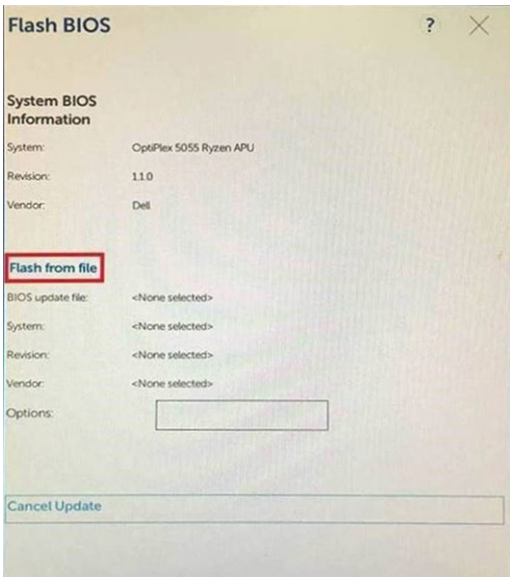 Flash BIOS
?
System BIOS
Information
System: OptiPlex 5055 Ryzen APU
Revision: 1.1.0
Vendor: Dell
Flash from file
BIOS update file: <None selected>
System: <None selected>
Revision: <None selected>
Vendor: <None selected>
Options:
Cancel Update